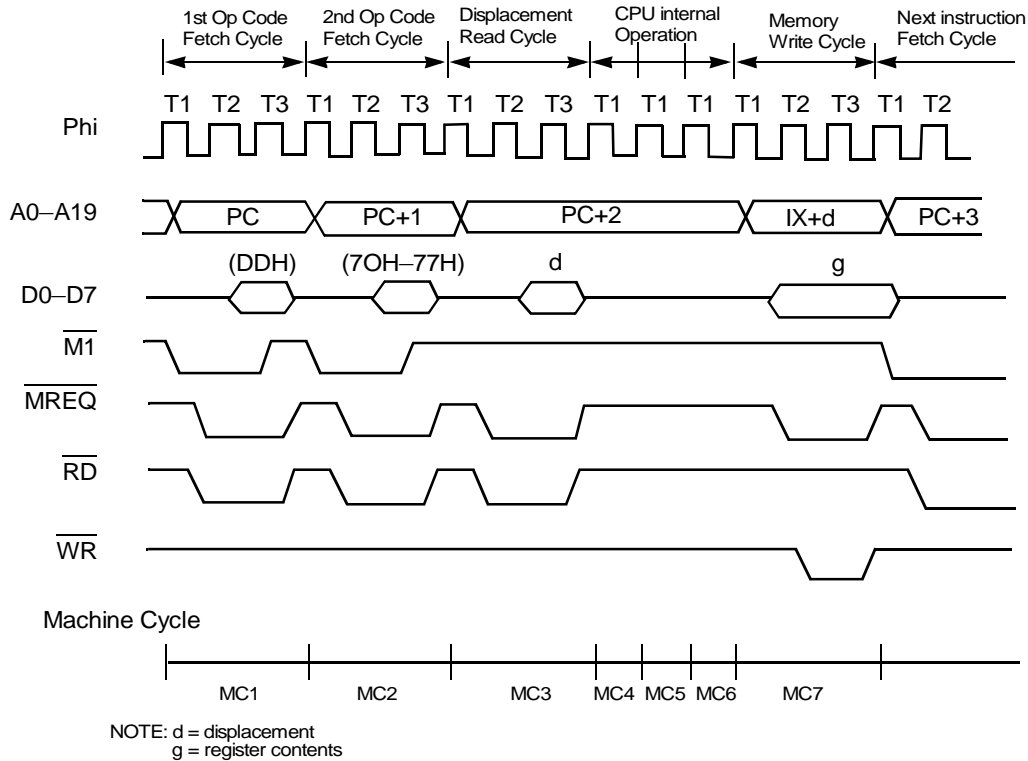 1st Op Code
Fetch Cycle
2nd Op Code
Fetch Cycle
Displacement
Read Cycle
CPU internal
Operation
Memory
Write Cycle
Next instruction
Fetch Cycle
T1 T2 T3 T1 T2 T3 T1 T2 T3 T1 T1 T1 T1 T2 T3 T1 T2
Phi
A0–A19 PC PC+1 PC+2 IX+d PC+3
(DDH) (7OH–77H) d g
D0–D7
M1
MREQ
RD
WR
Machine Cycle
MC1 MC2 MC3 MC4 MC5 MC6 MC7
NOTE: d = displacement
g = register contents